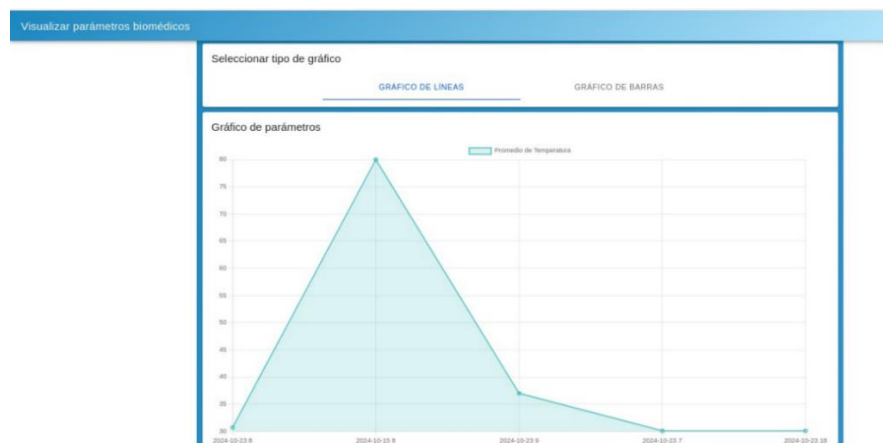 Visualizar parámetros biomédicos
Seleccionar tipo de gráfico
GRÁFICO DE LÍNEAS GRÁFICO DE BARRAS
Gráfico de parámetros
Promedio de Temperatura
80
75
70
65
60
55
50
45
40
35
30
2024-10-23 8 2024-10-15 8 2024-10-23 9 2024-10-23 7 2024-10-23 16